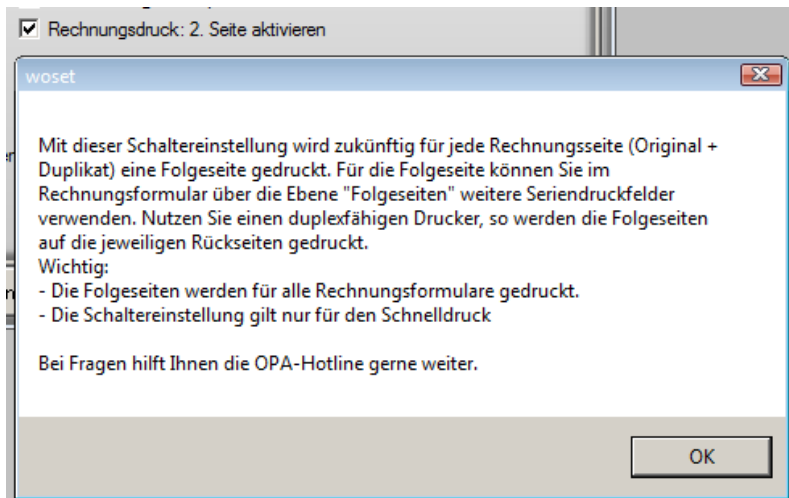 Rechnungsdruck: 2. Seite aktivieren
woset
Mit dieser Schaltereinstellung wird zukünftig für jede Rechnungsseite (Original +
Duplikat) eine Folgeseite gedruckt. Für die Folgeseite können Sie im
Rechnungsformular über die Ebene "Folgeseiten" weitere Seriendruckfelder
verwenden. Nutzen Sie einen duplexfähigen Drucker, so werden die Folgeseiten
auf die jeweiligen Rückseiten gedruckt.
Wichtig:
- Die Folgeseiten werden für alle Rechnungsformulare gedruckt.
- Die Schaltereinstellung gilt nur für den Schnelldruck
Bei Fragen hilft Ihnen die OPA-Hotline gerne weiter.
OK